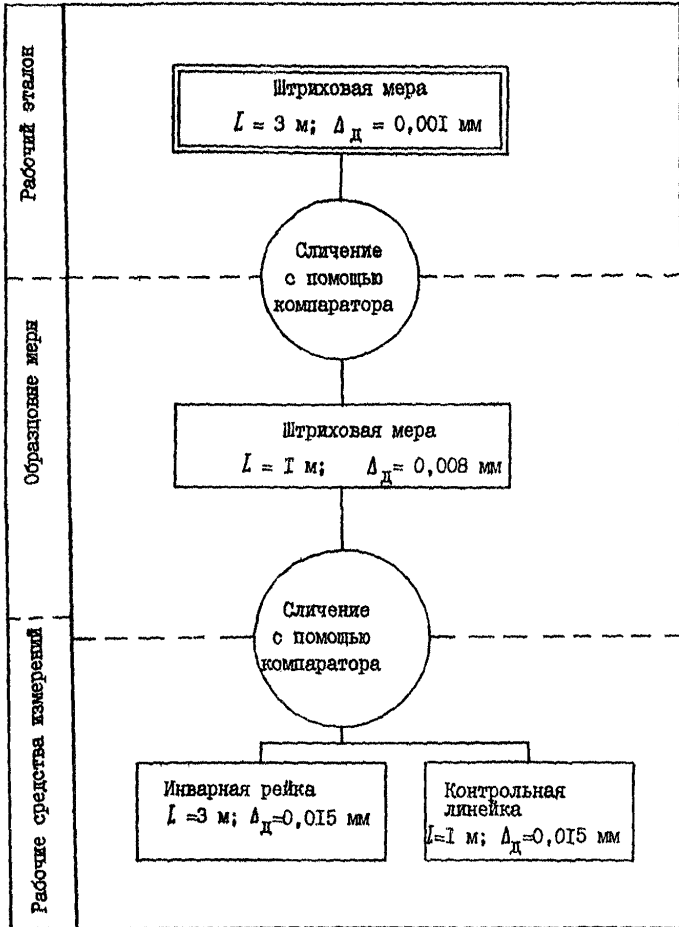 Рабочий эталон
Штриховая мера
L = 3 м; Δд = 0,001 мм
Сличение
с помощью
компаратора
Образцовые меры
Штриховая мера
L = 1 м; Δд = 0,008 мм
Сличение
с помощью
компаратора
Рабочие средства измерений
Инварная рейка
L=3 м; Δд=0,015 мм
Контрольная
линейка
L=1 м; Δд=0,015 мм